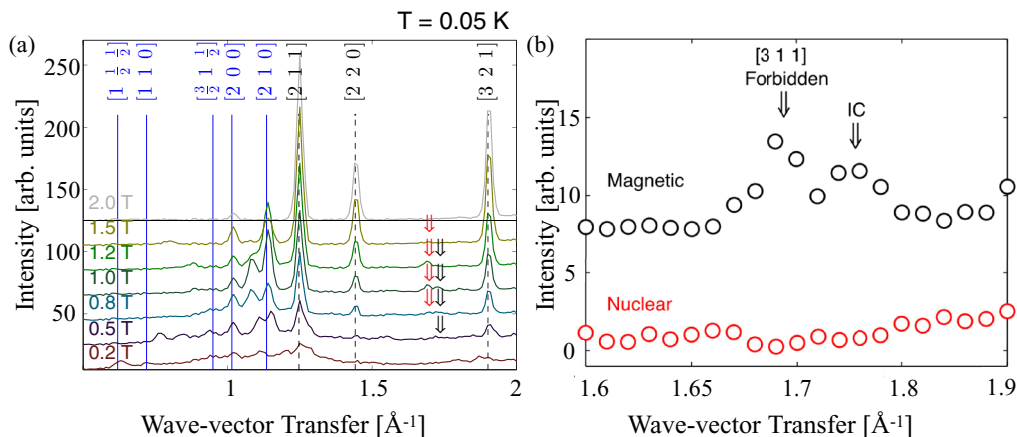 T = 0.05 K
(a)
[1 1/2 1/2]
[1 1 0]
[3/2 1 1/2]
[2 0 0]
[2 1 0]
[2 1 1]
[2 2 0]
[3 2 1]
250
200
150
100
50
Intensity [arb. units]
2.0 T
1.5 T
1.2 T
1.0 T
0.8 T
0.5 T
0.2 T
1
1.5
2
Wave-vector Transfer [Å-1]
(b)
[3 1 1]
Forbidden
IC
Magnetic
Nuclear
15
10
5
0
Intensity [arb. units]
1.6
1.65
1.7
1.8
1.9
Wave-vector Transfer [Å-1]